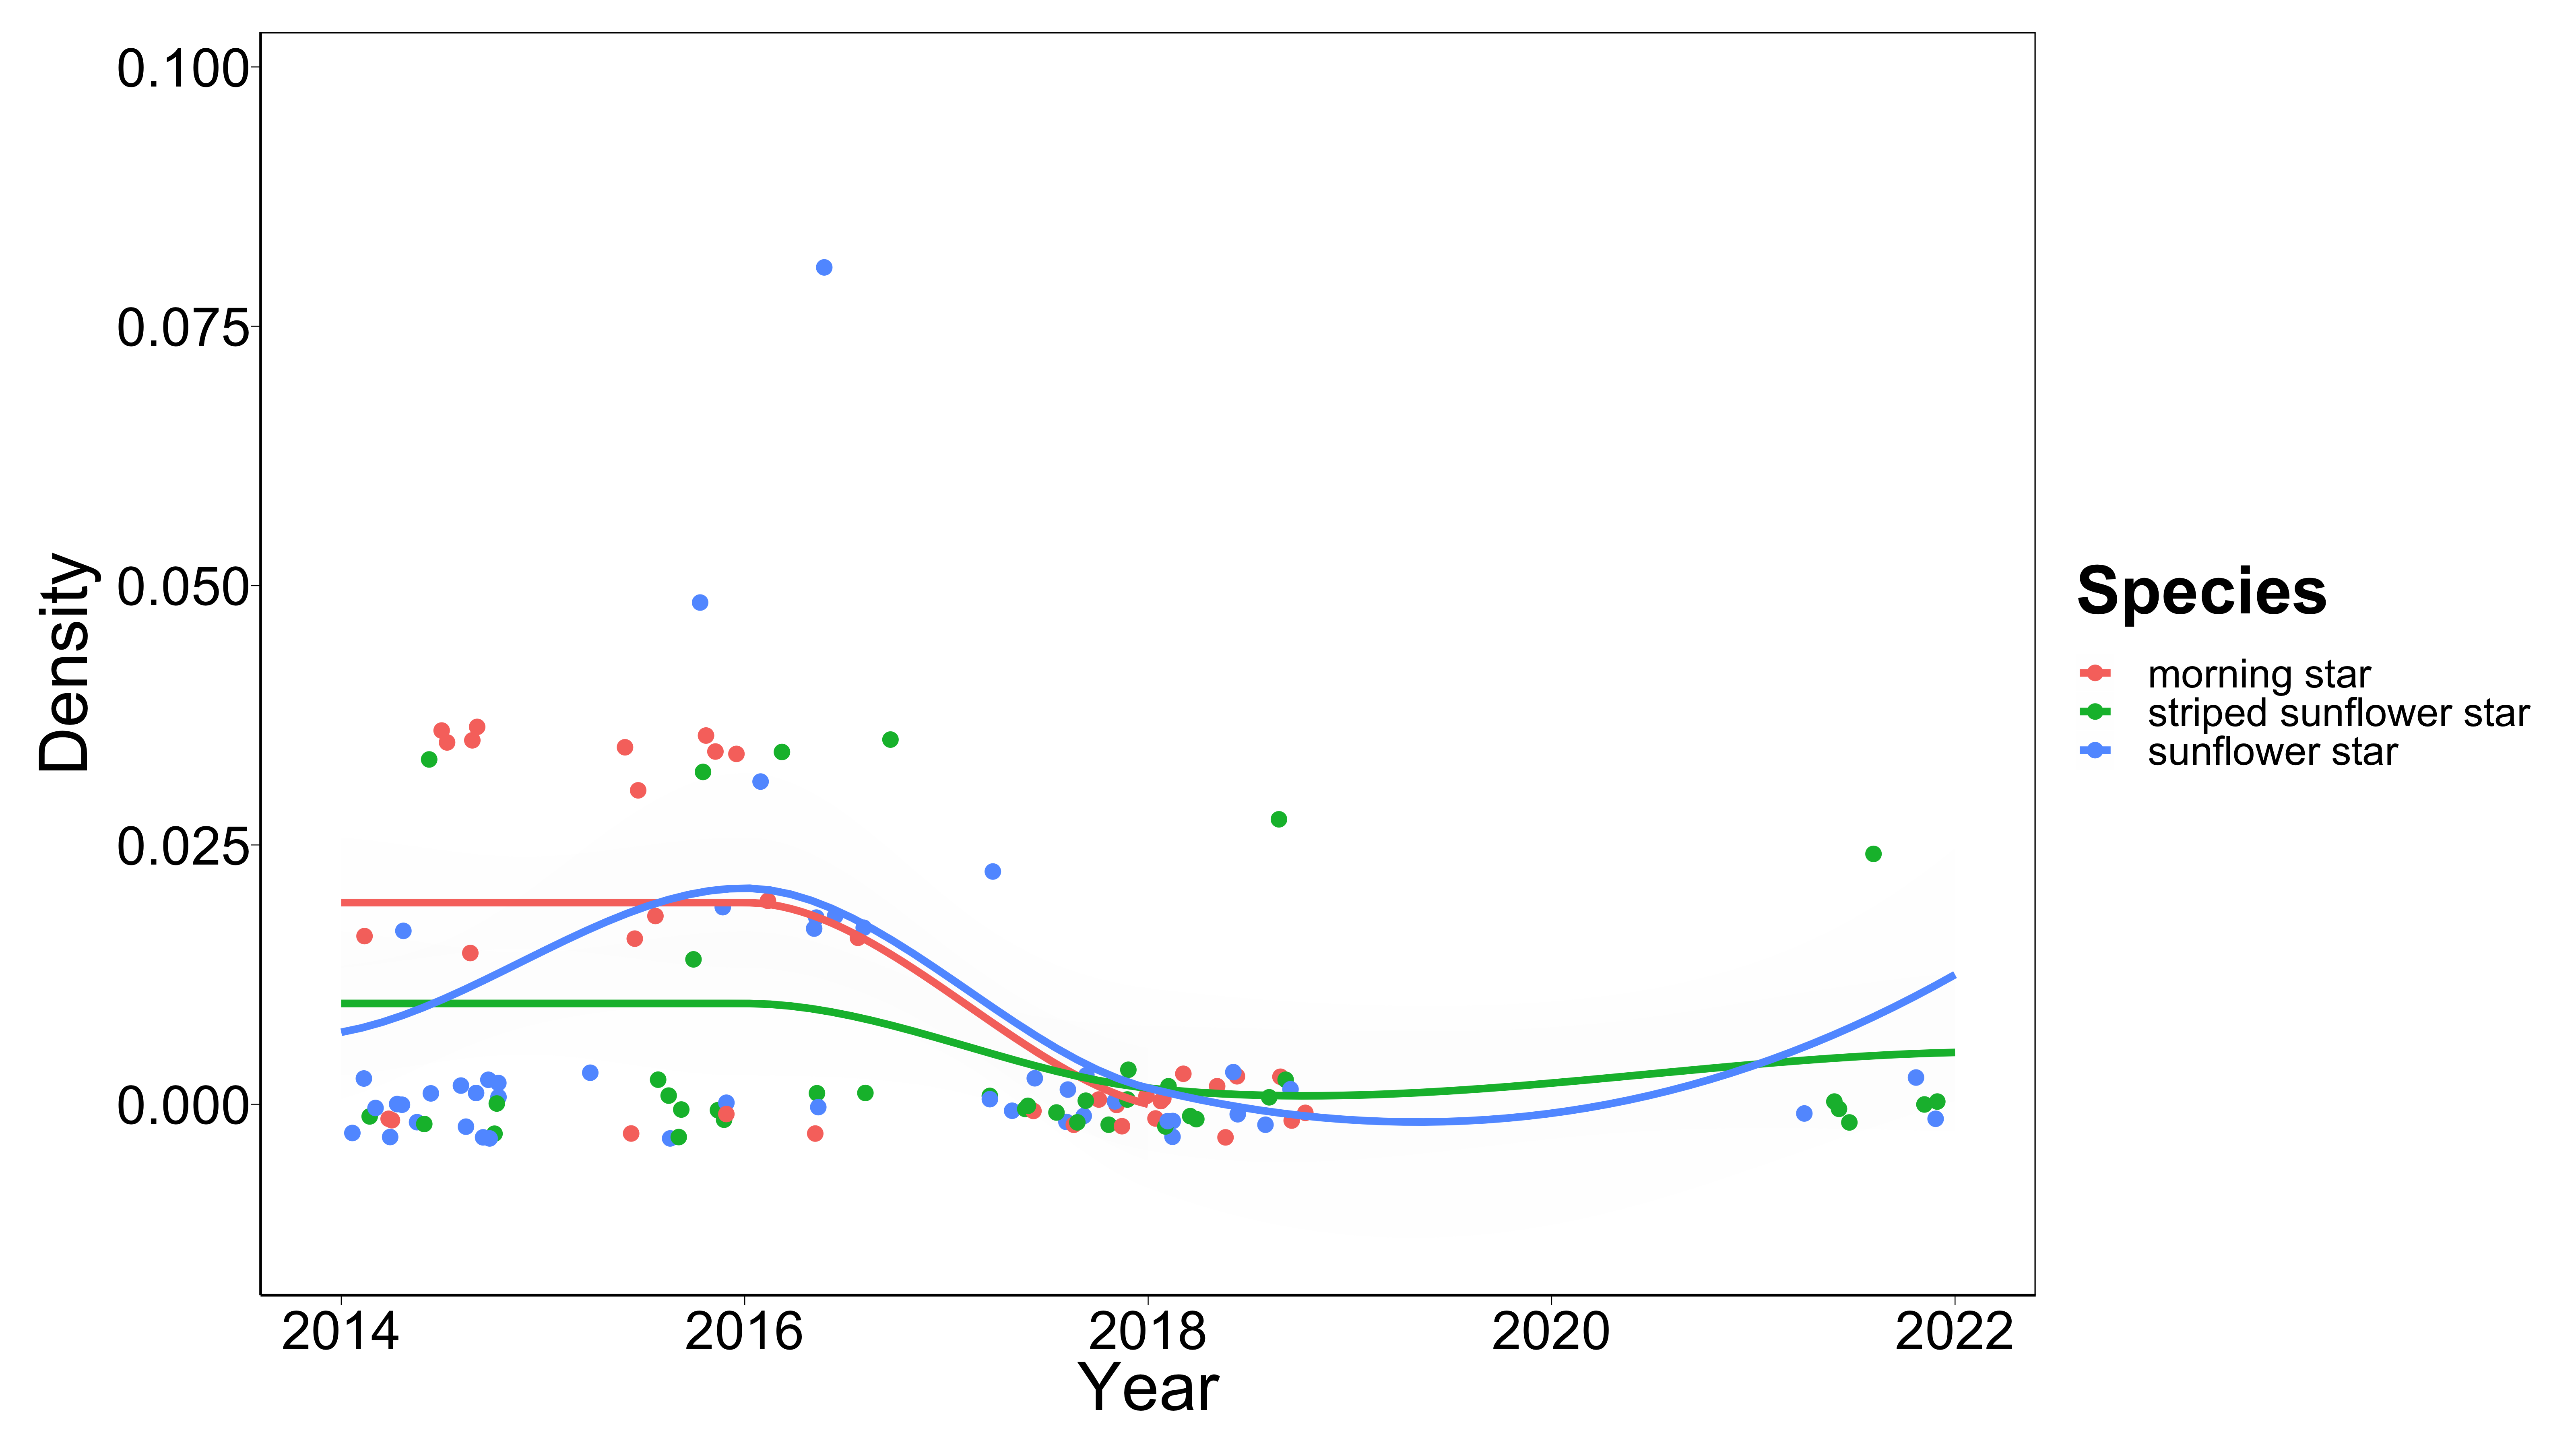 0.100
0.075
0.050
0.025
0.000
Density
2014 2016 2018 2020 2022
Year
Species
morning star
striped sunflower star
sunflower star